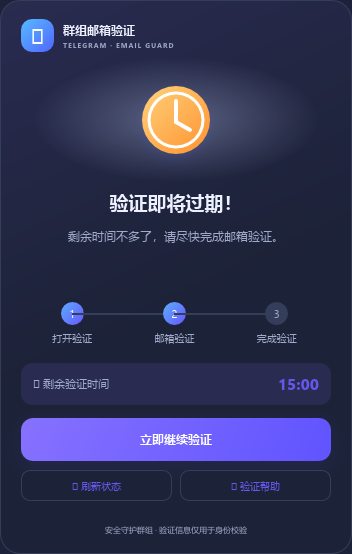 群组邮箱验证
TELEGRAM · EMAIL GUARD
验证即将过期！
剩余时间不多了，请尽快完成邮箱验证。
1
2
3
打开验证
邮箱验证
完成验证
剩余验证时间
15:00
立即继续验证
刷新状态
验证帮助
安全守护群组 · 验证信息仅用于身份校验